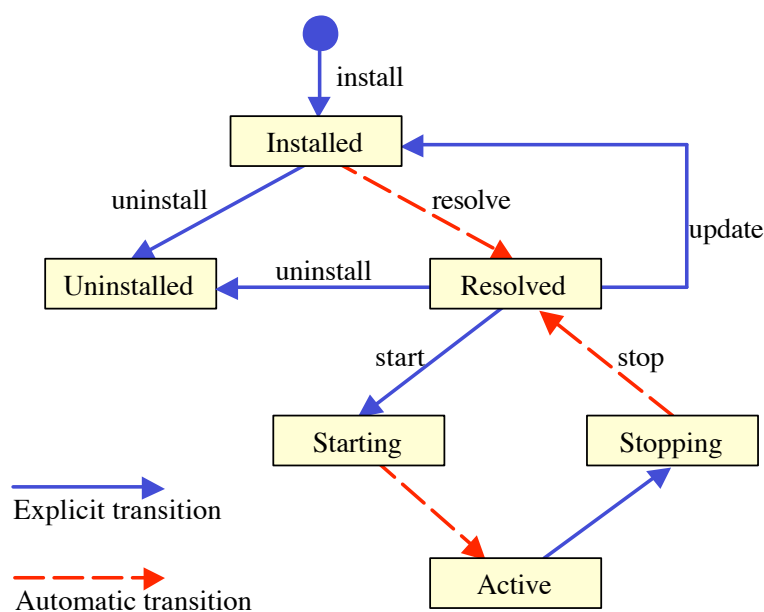 install
Installed
uninstall
resolve
update
Uninstalled
uninstall
Resolved
start
stop
Starting
Stopping
Explicit transition
Active
Automatic transition